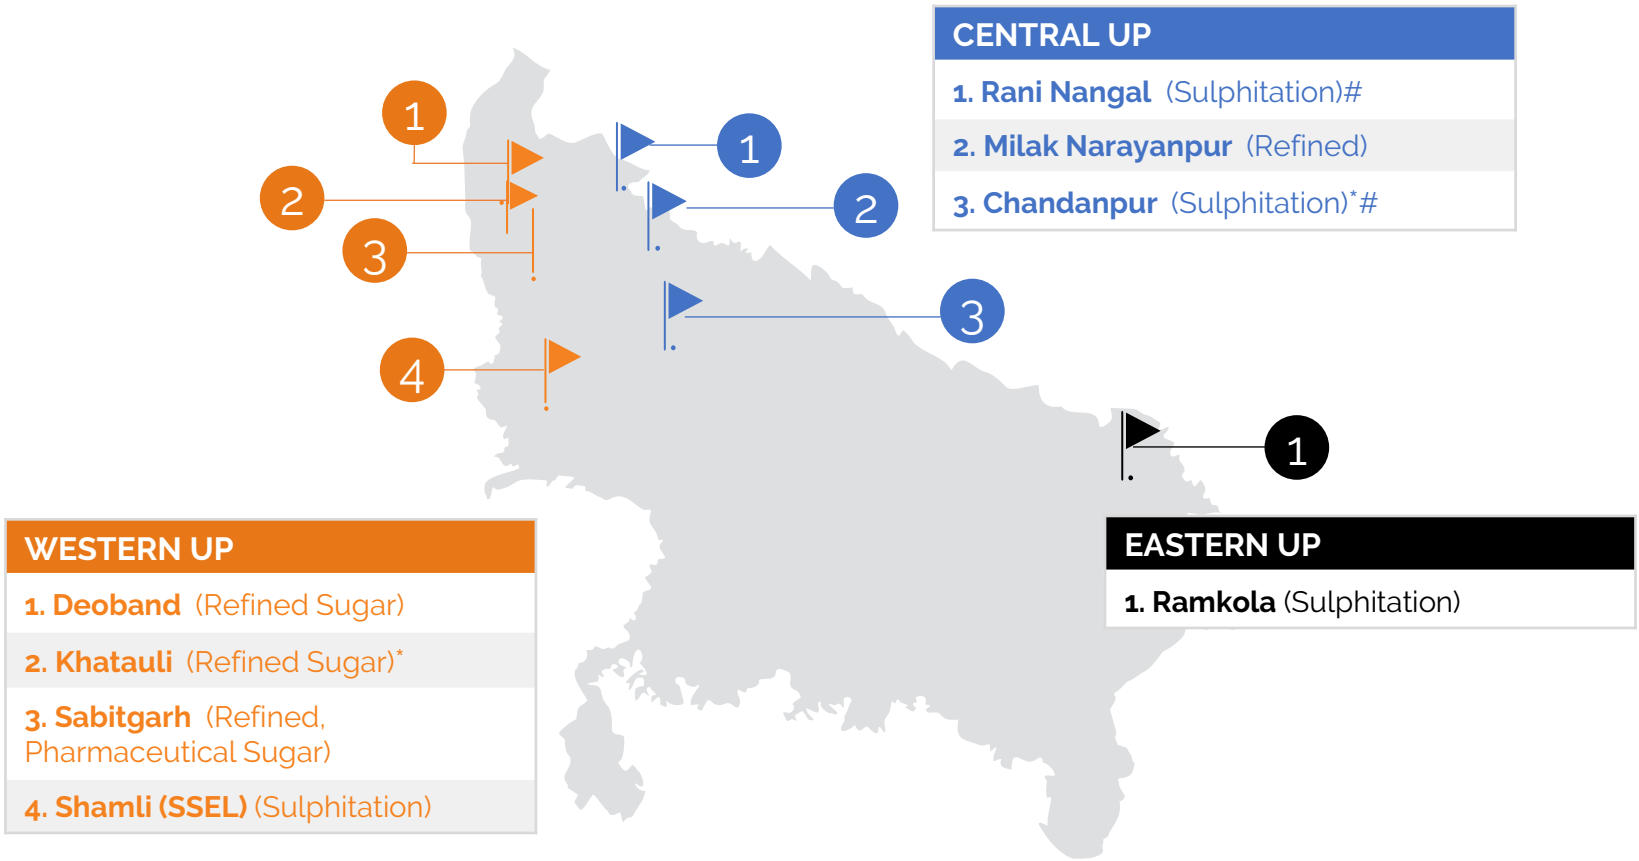 CENTRAL UP
1. Rani Nangal (Sulphitation)#
2. Milak Narayanpur (Refined)
3. Chandanpur (Sulphitation)*#
1
1
2
2
3
3
4
1
WESTERN UP
1. Deoband (Refined Sugar)
2. Khatauli (Refined Sugar)*
3. Sabitgarh (Refined,
Pharmaceutical Sugar)
4. Shamli (SSEL) (Sulphitation)
EASTERN UP
1. Ramkola (Sulphitation)